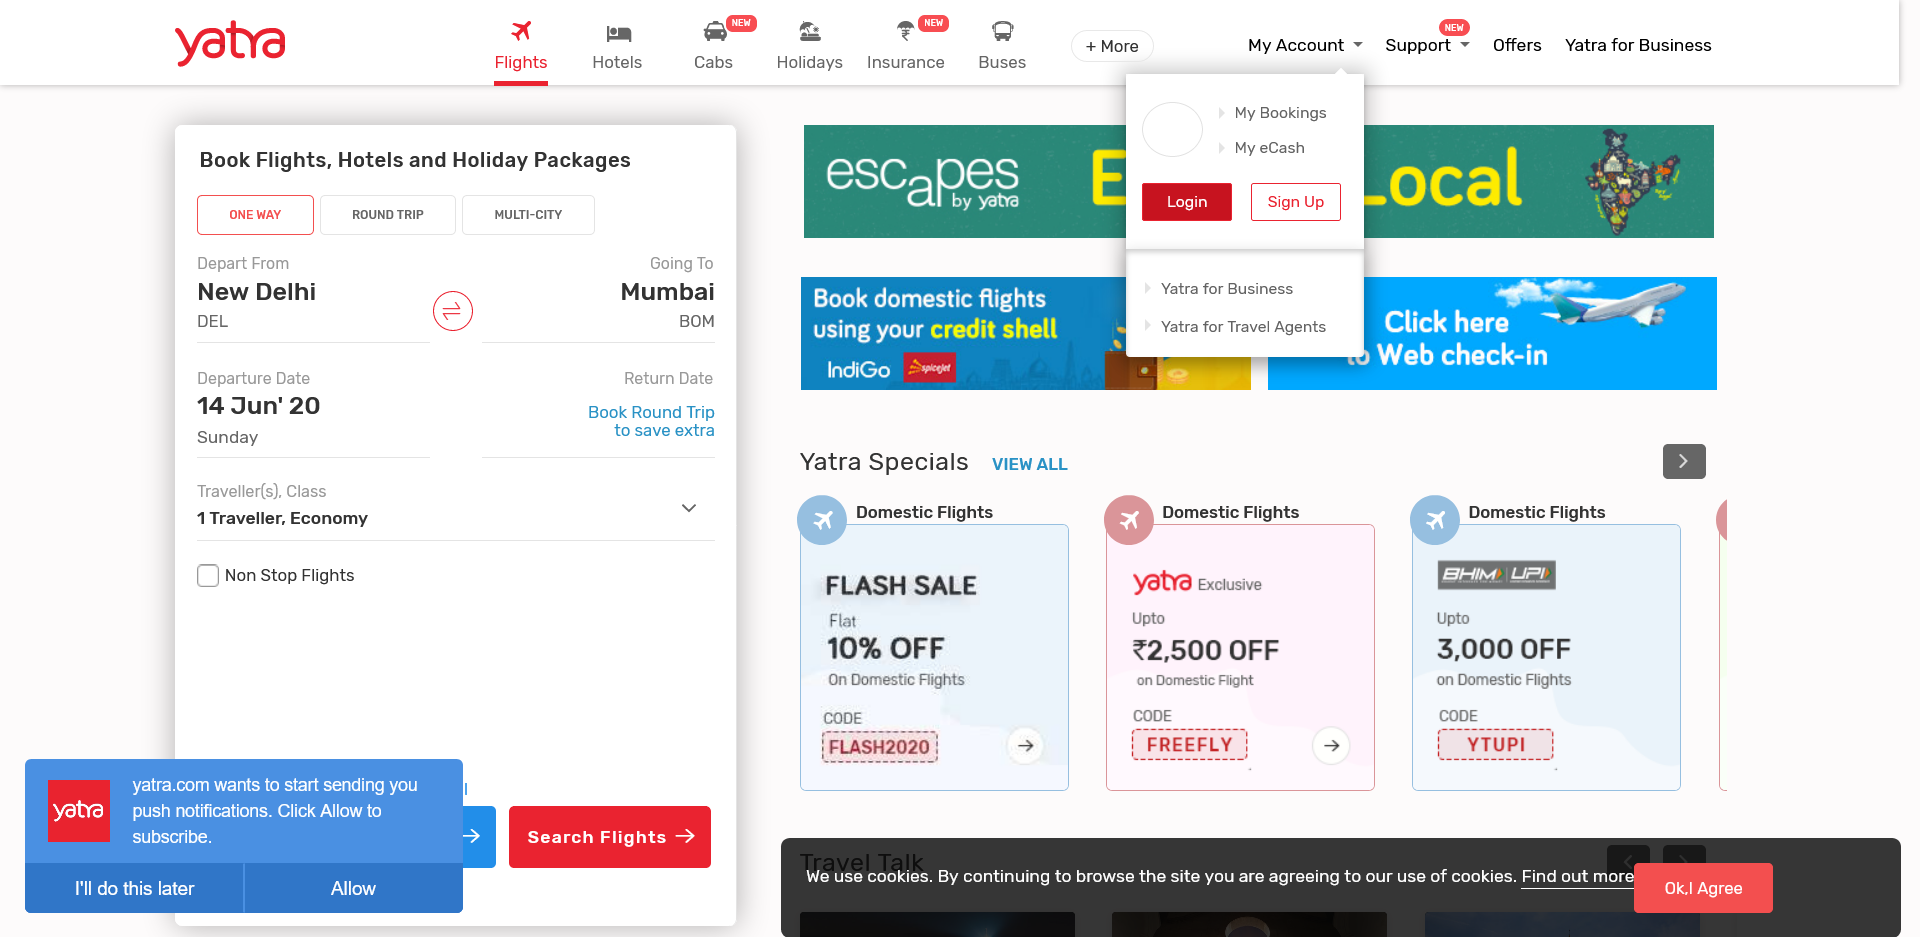 yatra
Flights
Hotels
NEW
Cabs
Holidays
NEW
Insurance
Buses
+ More
My Account
NEW
Support
Offers
Yatra for Business
My Bookings
My eCash
Login
Sign Up
Yatra for Business
Yatra for Travel Agents
Book Flights, Hotels and Holiday Packages
ONE WAY
ROUND TRIP
MULTI-CITY
Depart From
New Delhi
DEL
Going To
Mumbai
BOM
Departure Date
14 Jun' 20
Sunday
Return Date
Book Round Trip
to save extra
Traveller(s), Class
1 Traveller, Economy
Non Stop Flights
Search Flights
escapes
by yatra
Local
Book domestic flights
using your credit shell
IndiGo
spicejet
Click here
to Web check-in
Yatra Specials
VIEW ALL
Domestic Flights
FLASH SALE
Flat
10% OFF
On Domestic Flights
CODE
FLASH2020
Domestic Flights
yatra Exclusive
Upto
₹2,500 OFF
on Domestic Flight
CODE
FREEFLY
Domestic Flights
BHIM UPI
Upto
3,000 OFF
on Domestic Flights
CODE
YTUPI
Travel Talk
yatra
yatra.com wants to start sending you
push notifications. Click Allow to
subscribe.
I'll do this later
Allow
We use cookies. By continuing to browse the site you are agreeing to our use of cookies. Find out more
Ok,I Agree